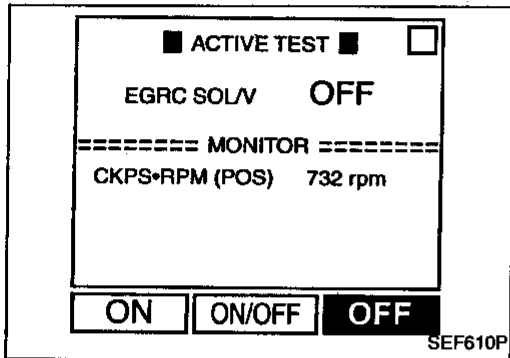 ■ ACTIVE TEST ■ □
EGRC SOL/V OFF
======== MONITOR ========
CKPS•RPM (POS) 732 rpm
ON ON/OFF OFF
SEF610P